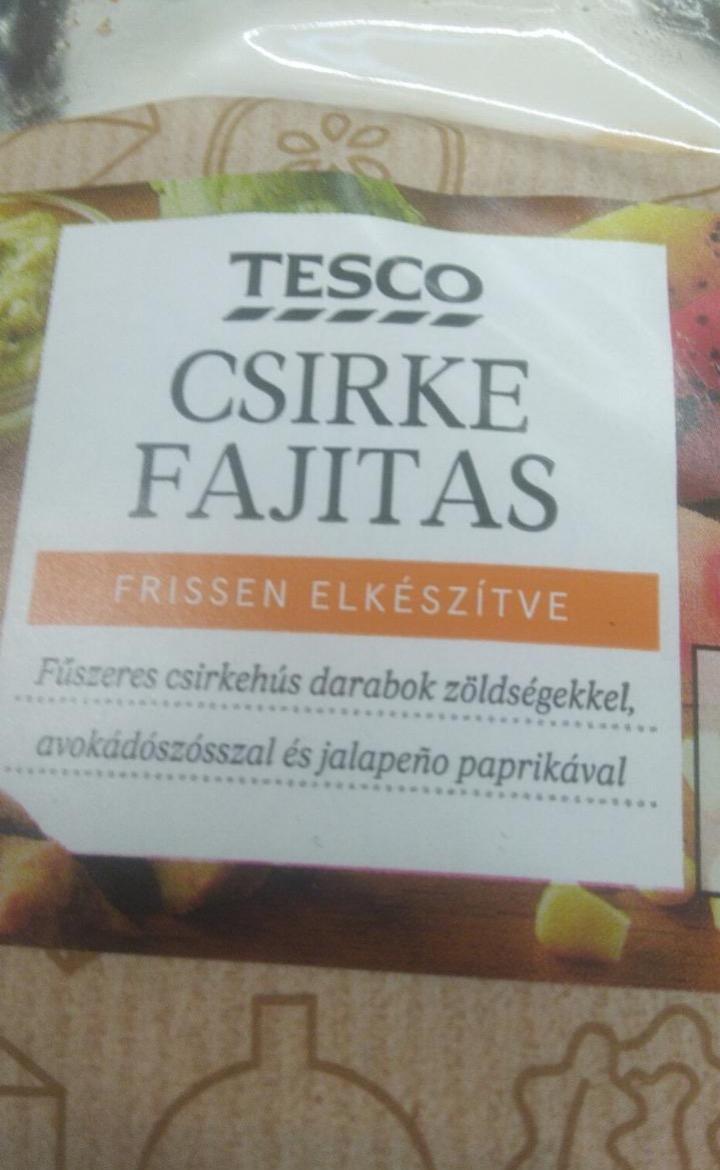 TESCO
CSIRKE
FAJITAS
FRISSEN ELKÉSZÍTVE
Fűszeres csirkehús darabok zöldségekkel,
avokádószósszal és jalapeño paprikával